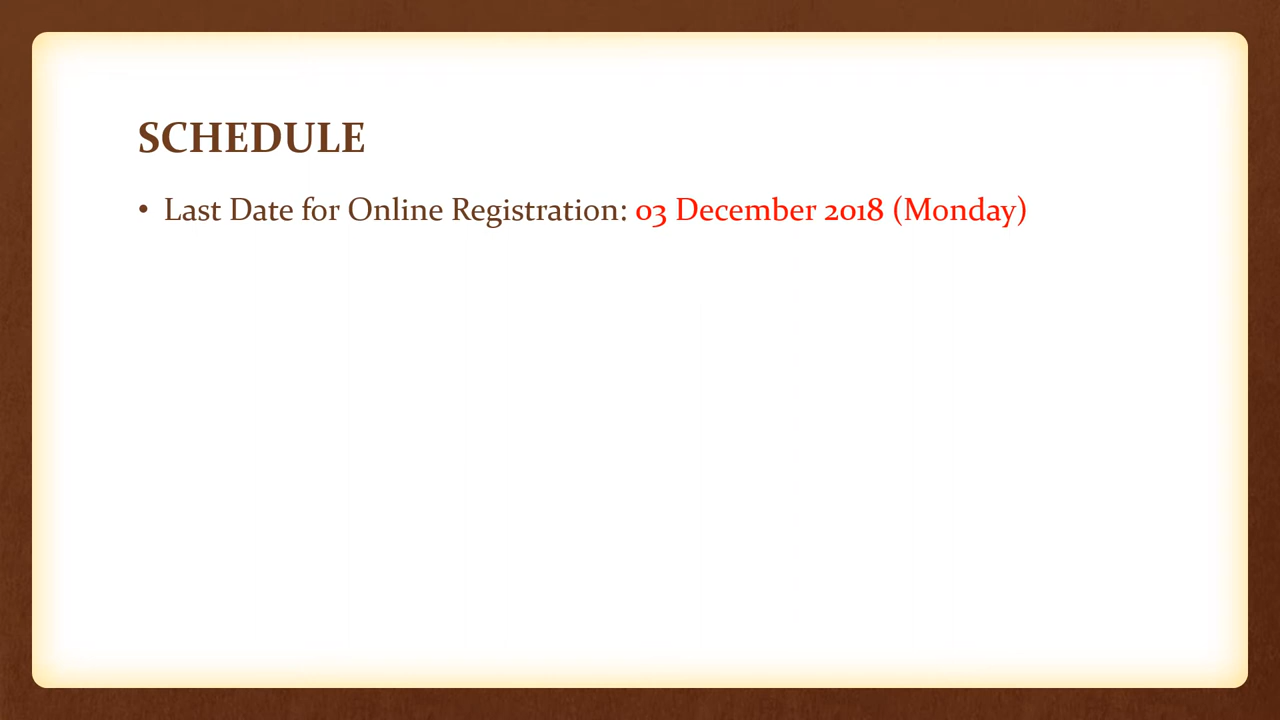 SCHEDULE
• Last Date for Online Registration: 03 December 2018 (Monday)